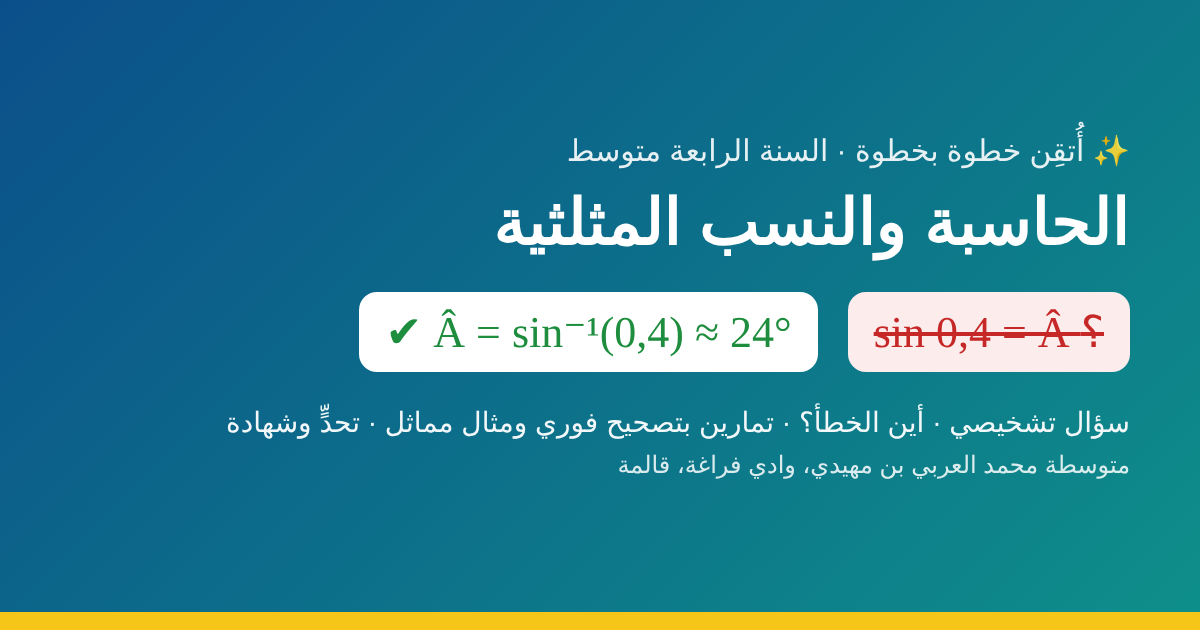 ✨ أُتقِن خطوة بخطوة · السنة الرابعة متوسط
الحاسبة والنسب المثلثية
sin 0,4 = Â ؟
✔ Â = sin⁻¹(0,4) ≈ 24°
سؤال تشخيصي · أين الخطأ؟ · تمارين بتصحيح فوري ومثال مماثل · تحدٍّ وشهادة
متوسطة محمد العربي بن مهيدي، وادي فراغة، قالمة